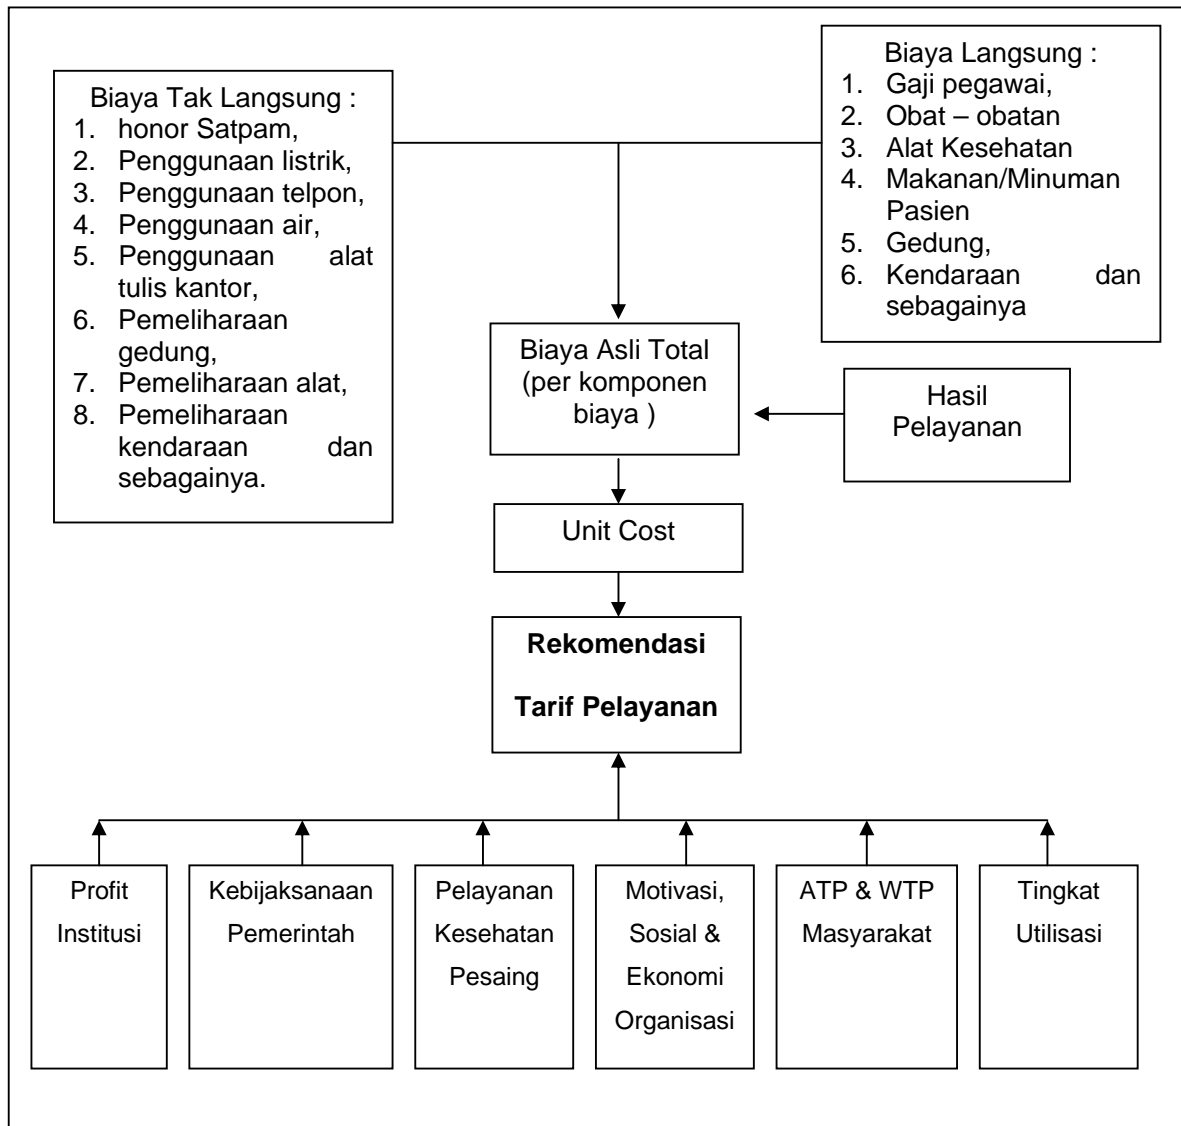 Biaya Tak Langsung :
1. honor Satpam,
2. Penggunaan listrik,
3. Penggunaan telpon,
4. Penggunaan air,
5. Penggunaan alat
tulis kantor,
6. Pemeliharaan
gedung,
7. Pemeliharaan alat,
8. Pemeliharaan
kendaraan dan
sebagainya.
Biaya Langsung :
1. Gaji pegawai,
2. Obat – obatan
3. Alat Kesehatan
4. Makanan/Minuman
Pasien
5. Gedung,
6. Kendaraan dan
sebagainya
Biaya Asli Total
(per komponen
biaya )
Hasil
Pelayanan
Unit Cost
Rekomendasi
Tarif Pelayanan
Profit
Institusi
Kebijaksanaan
Pemerintah
Pelayanan
Kesehatan
Pesaing
Motivasi,
Sosial &
Ekonomi
Organisasi
ATP & WTP
Masyarakat
Tingkat
Utilisasi